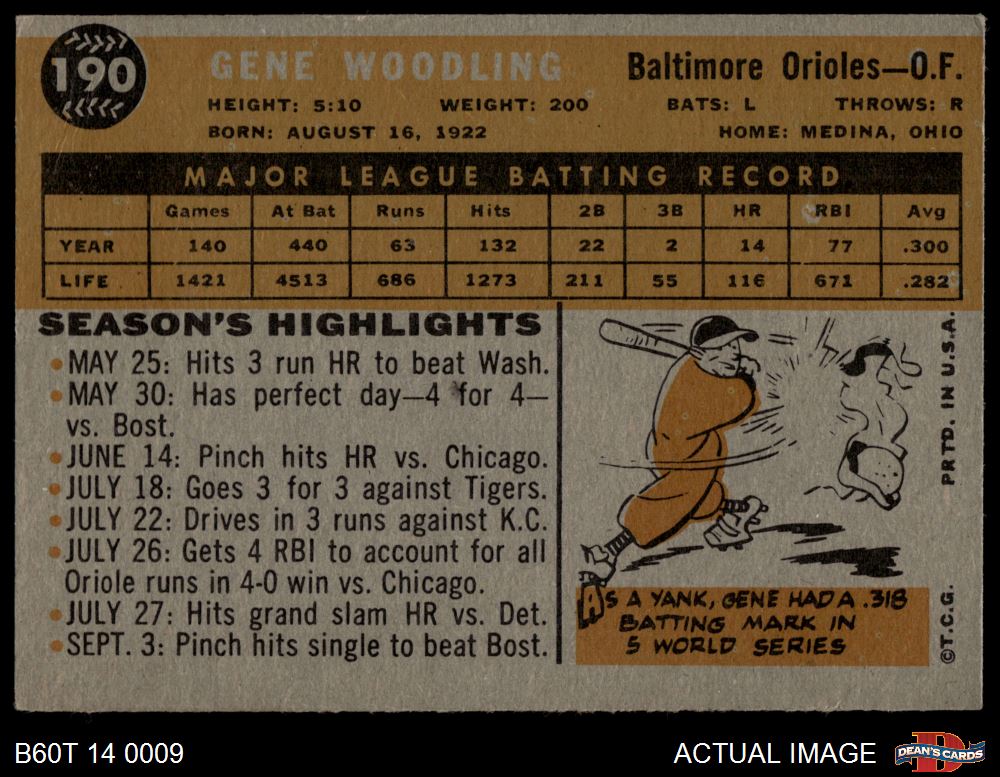 190
GENE WOODLING
Baltimore Orioles—O.F.
HEIGHT: 5:10 WEIGHT: 200 BATS: L THROWS: R
BORN: AUGUST 16, 1922 HOME: MEDINA, OHIO
MAJOR LEAGUE BATTING RECORD
Games At Bat Runs Hits 2B 3B HR RBI Avg
YEAR 140 440 63 132 22 2 14 77 .300
LIFE 1421 4513 686 1273 211 55 116 671 .282
SEASON'S HIGHLIGHTS
• MAY 25: Hits 3 run HR to beat Wash.
• MAY 30: Has perfect day—4 for 4—
vs. Bost.
• JUNE 14: Pinch hits HR vs. Chicago.
• JULY 18: Goes 3 for 3 against Tigers.
• JULY 22: Drives in 3 runs against K.C.
• JULY 26: Gets 4 RBI to account for all
Oriole runs in 4-0 win vs. Chicago.
• JULY 27: Hits grand slam HR vs. Det.
• SEPT. 3: Pinch hits single to beat Bost.
AS A YANK, GENE HAD A .318
BATTING MARK IN
5 WORLD SERIES
PRTD. IN U.S.A.
©T.C.G.
B60T 14 0009
ACTUAL IMAGE
D
DEAN'S CARDS